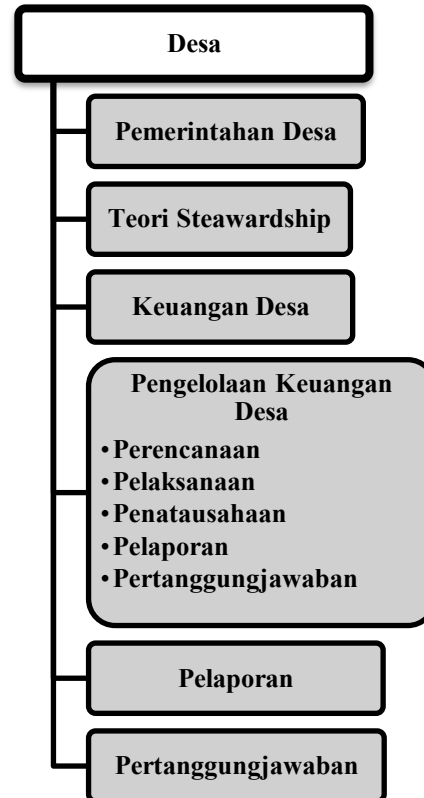 Desa
Pemerintahan Desa
Teori Steawardship
Keuangan Desa
Pengelolaan Keuangan
Desa
•Perencanaan
•Pelaksanaan
•Penatausahaan
•Pelaporan
•Pertanggungjawaban
Pelaporan
Pertanggungjawaban